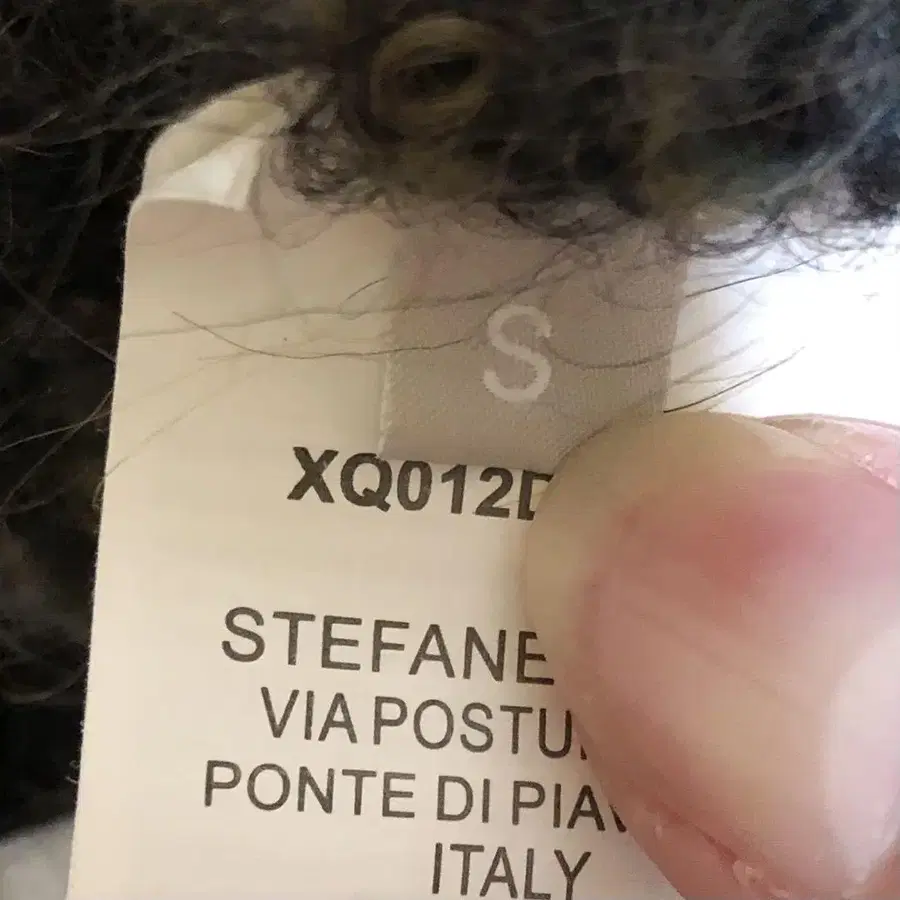 S
XQ012D
STEFANE
VIA POSTU
PONTE DI PIA
ITALY